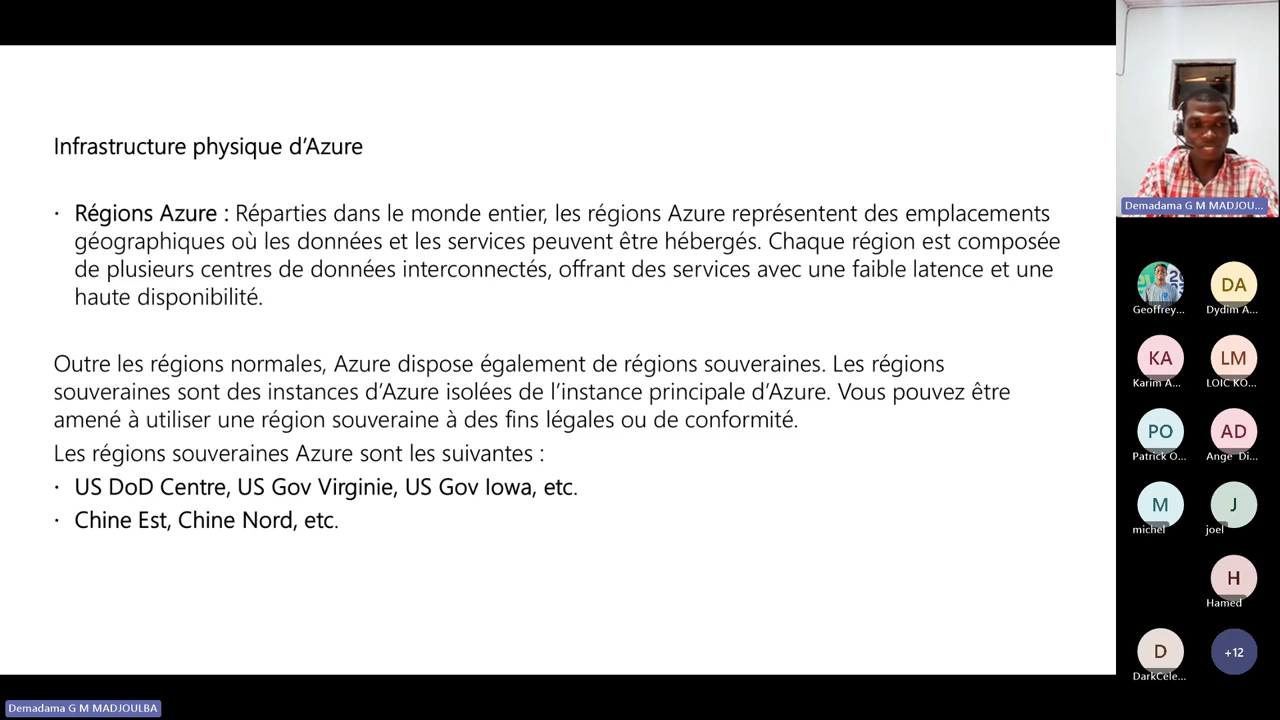 Infrastructure physique d’Azure
· Régions Azure : Réparties dans le monde entier, les régions Azure représentent des emplacements
géographiques où les données et les services peuvent être hébergés. Chaque région est composée
de plusieurs centres de données interconnectés, offrant des services avec une faible latence et une
haute disponibilité.
Outre les régions normales, Azure dispose également de régions souveraines. Les régions
souveraines sont des instances d’Azure isolées de l’instance principale d’Azure. Vous pouvez être
amené à utiliser une région souveraine à des fins légales ou de conformité.
Les régions souveraines Azure sont les suivantes :
· US DoD Centre, US Gov Virginie, US Gov Iowa, etc.
· Chine Est, Chine Nord, etc.
Demadama G M MADJOU...
Geoffrey...
DA
Dydim A...
KA
Karim A...
LM
LOIC KO...
PO
Patrick O...
AD
Ange Di...
M
michel
J
joel
H
Hamed
D
DarkCele...
+12
Demadama G M MADJOULBA